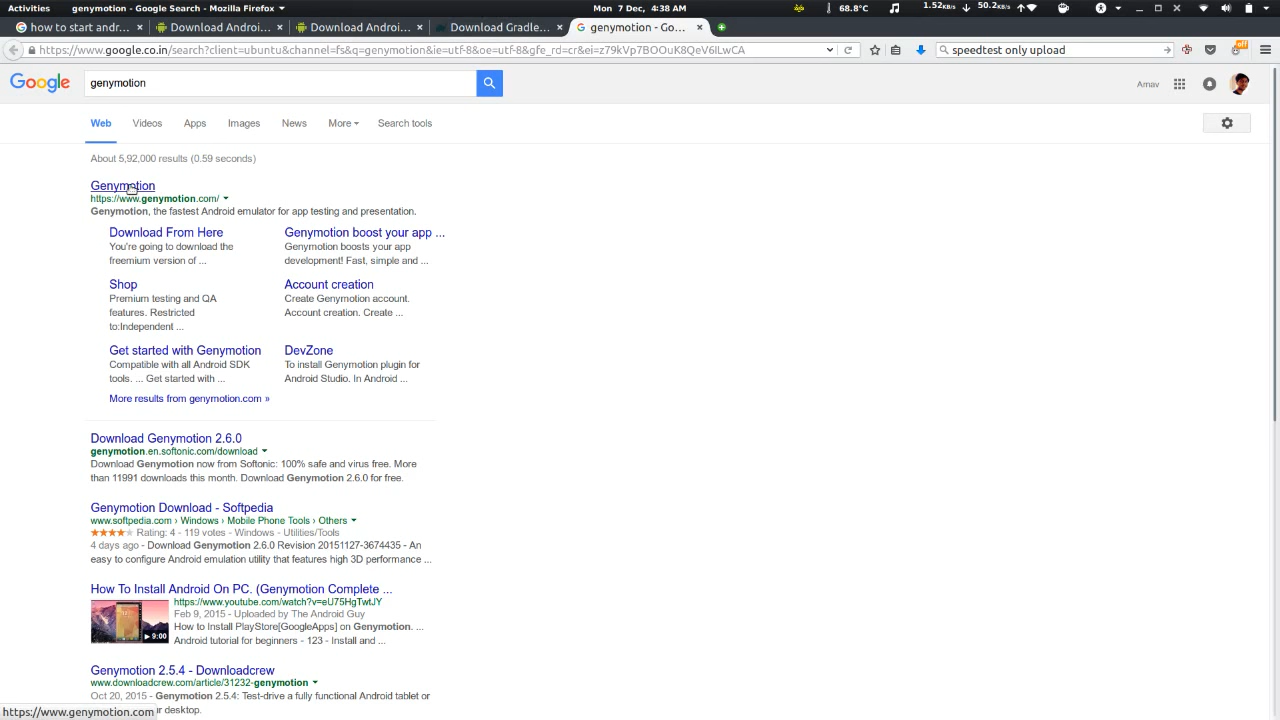 Activities genymotion - Google Search - Mozilla Firefox ▾ Mon 7 Dec, 4:38 AM 68.8°C 1.52kb 50.2kb
how to start andr... × Download Andro... × Download Andro... × Download Gradle... × genymotion - Go... ×
https://www.google.co.in/search?client=ubuntu&channel=fs&q=genymotion&ie=utf-8&oe=utf-8&gfe_rd=cr&ei=z79kVp7BOOuK8QeV6ILwCA speedtest only upload off
Google genymotion Arnav
Web Videos Apps Images News More Search tools
About 5,92,000 results (0.59 seconds)
Genymotion
https://www.genymotion.com/
Genymotion, the fastest Android emulator for app testing and presentation.
Download From Here
You're going to download the
freemium version of ...
Genymotion boost your app ...
Genymotion boosts your app
development! Fast, simple and ...
Shop
Premium testing and QA
features. Restricted
to:Independent ...
Account creation
Create Genymotion account.
Account creation. Create ...
Get started with Genymotion
Compatible with all Android SDK
tools. ... Get started with ...
DevZone
To install Genymotion plugin for
Android Studio. In Android ...
More results from genymotion.com »
Download Genymotion 2.6.0
genymotion.en.softonic.com/download
Download Genymotion now from Softonic: 100% safe and virus free. More
than 11991 downloads this month. Download Genymotion 2.6.0 for free.
Genymotion Download - Softpedia
www.softpedia.com › Windows › Mobile Phone Tools › Others
★★★★★ Rating: 4 - 119 votes - Windows - Utilities/Tools
4 days ago - Download Genymotion 2.6.0 Revision 20151127-3674435 - An
easy to configure Android emulation utility that features high 3D performance ...
How To Install Android On PC. (Genymotion Complete ...
https://www.youtube.com/watch?v=eU75HgTwtJY
Feb 9, 2015 - Uploaded by The Android Guy
How to Install PlayStore[GoogleApps] on Genymotion. ...
Android tutorial for beginners - 123 - Install and ...
▶ 9:00
Genymotion 2.5.4 - Downloadcrew
www.downloadcrew.com/article/31232-genymotion
Oct 20, 2015 - Genymotion 2.5.4: Test-drive a fully functional Android tablet or
r desktop.
https://www.genymotion.com